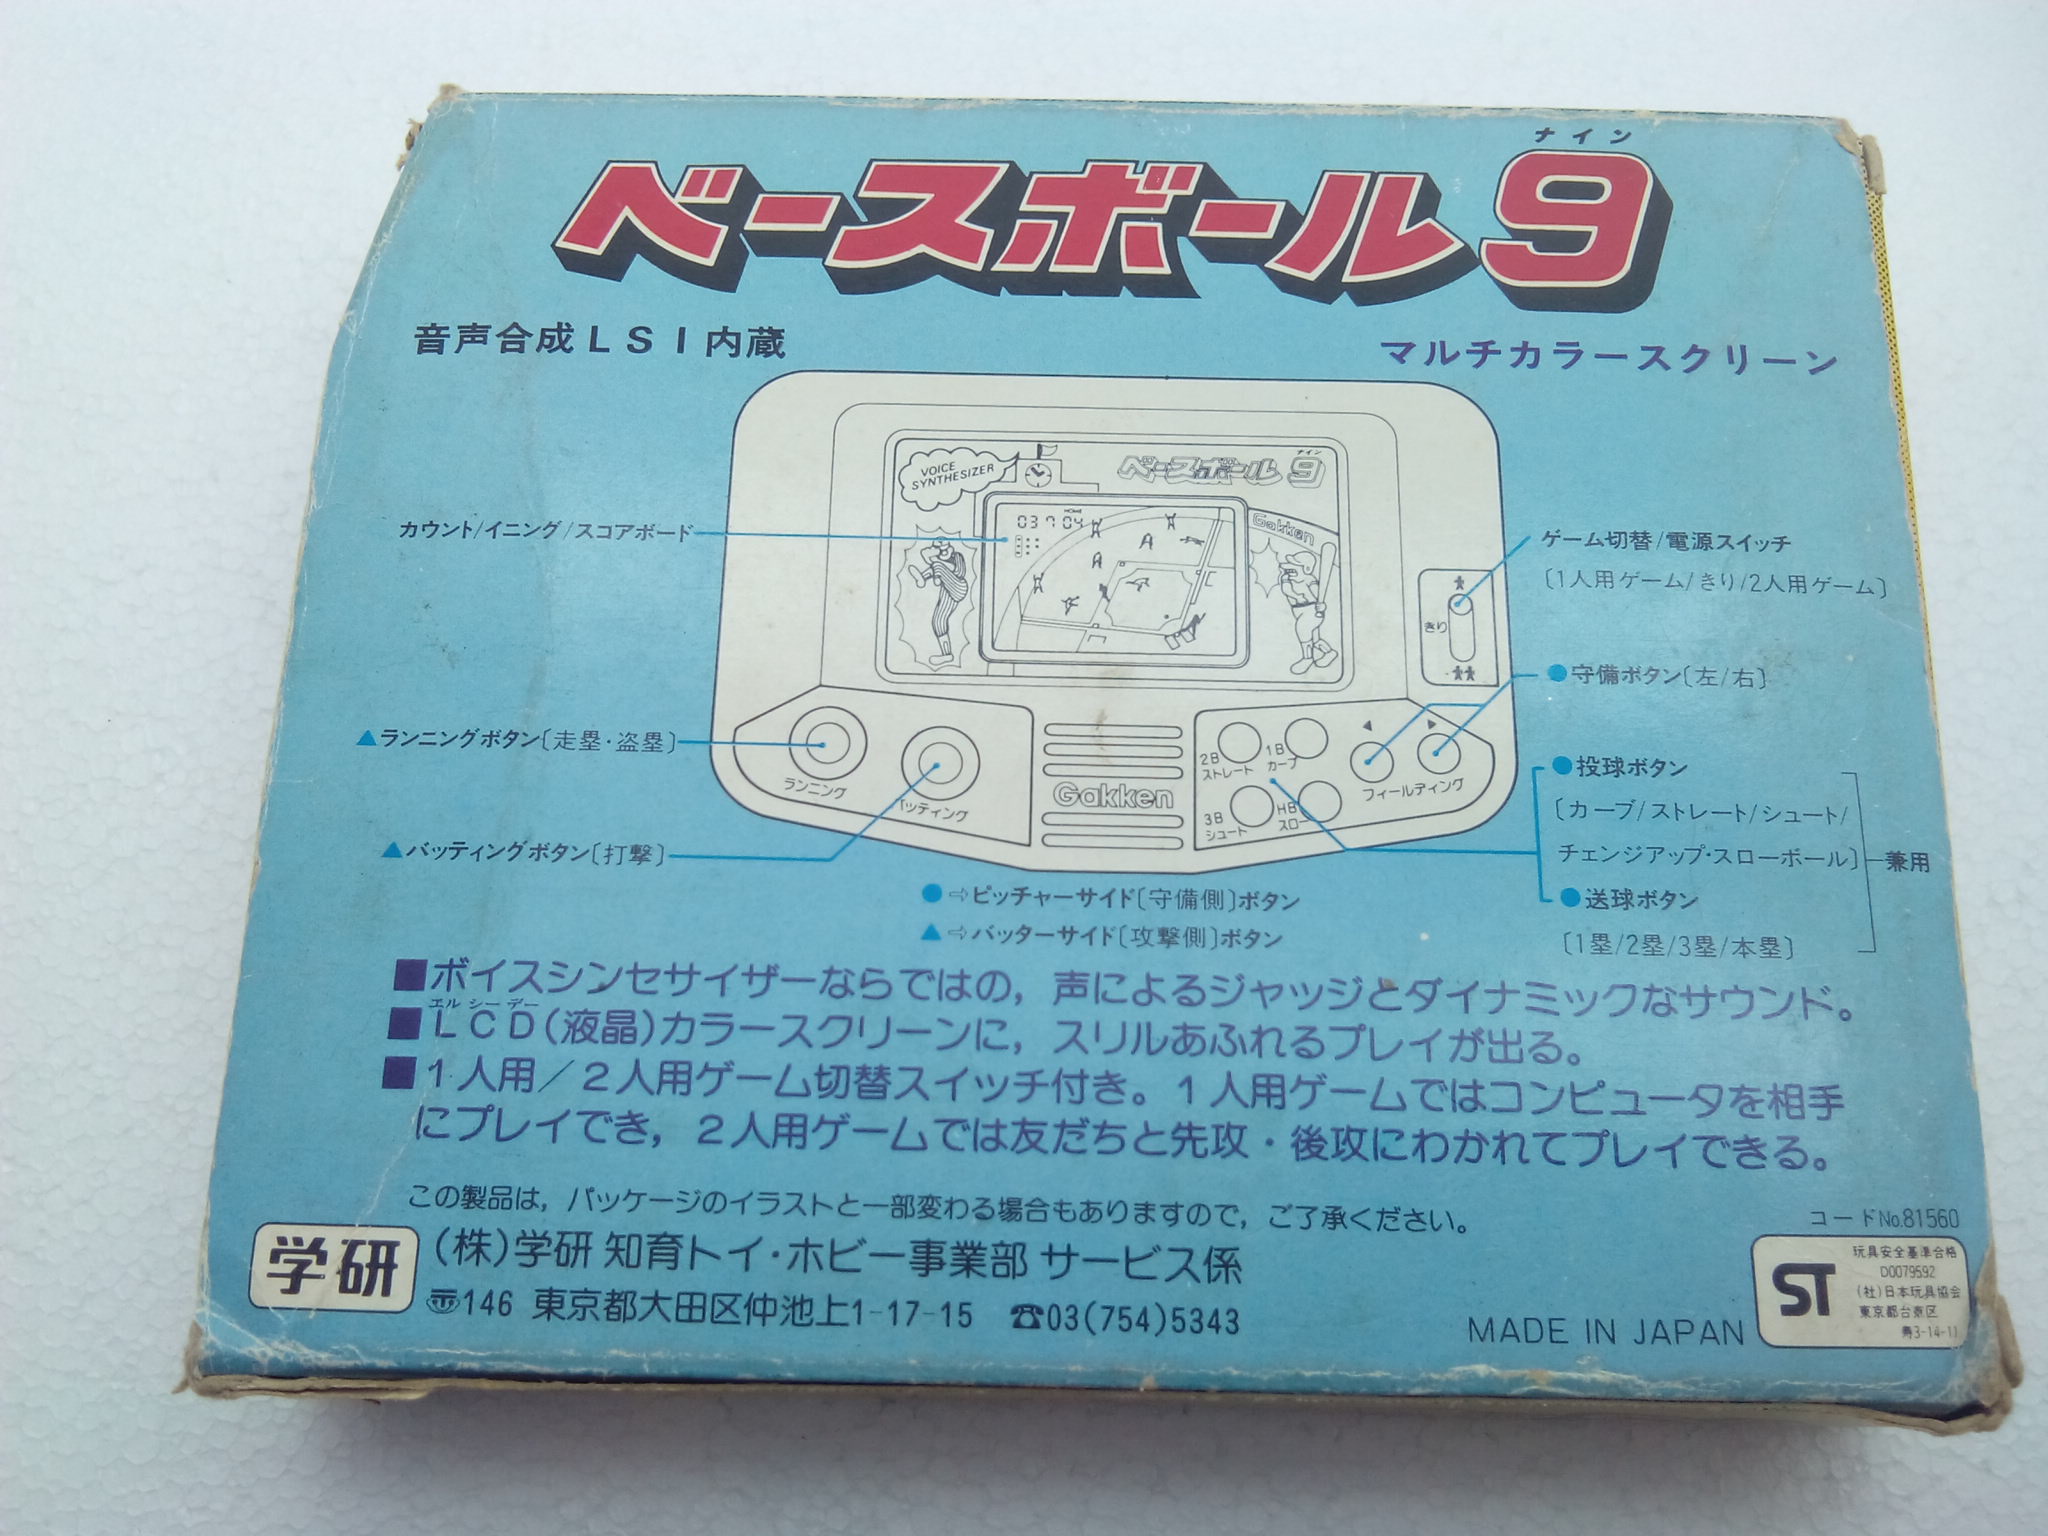 ナイン
ベースボール9
音声合成LSI内蔵
マルチカラースクリーン
VOICE
SYNTHESIZER
ナイン
ベースボール9
HOME
03 7 04
Gakken
カウント/イニング/スコアボード
ゲーム切替/電源スイッチ
〔1人用ゲーム/きり/2人用ゲーム〕
きり
●守備ボタン〔左/右〕
▲ランニングボタン〔走塁・盗塁〕
▲バッティングボタン〔打撃〕
ランニング
ッティング
Gakken
2B
ストレート
1B
カーブ
3B
シュート
HB
スロー
◀ ▶
フィールディング
●投球ボタン
〔カーブ/ストレート/シュート/
チェンジアップ・スローボール〕
兼用
●送球ボタン
〔1塁/2塁/3塁/本塁〕
●⇨ピッチャーサイド〔守備側〕ボタン
▲⇨バッターサイド〔攻撃側〕ボタン
■ボイスシンセサイザーならではの，声によるジャッジとダイナミックなサウンド。
エル シー デー
■LCD(液晶)カラースクリーンに，スリルあふれるプレイが出る。
■1人用／2人用ゲーム切替スイッチ付き。1人用ゲームではコンピュータを相手
にプレイでき，2人用ゲームでは友だちと先攻・後攻にわかれてプレイできる。
この製品は，パッケージのイラストと一部変わる場合もありますので，ご了承ください。
学研
(株)学研 知育トイ・ホビー事業部 サービス係
〠146 東京都大田区仲池上1-17-15 ☎03(754)5343
コードNo.81560
MADE IN JAPAN
ST
玩具安全基準合格
D0079592
(社)日本玩具協会
東京都台東区
寿3-14-11